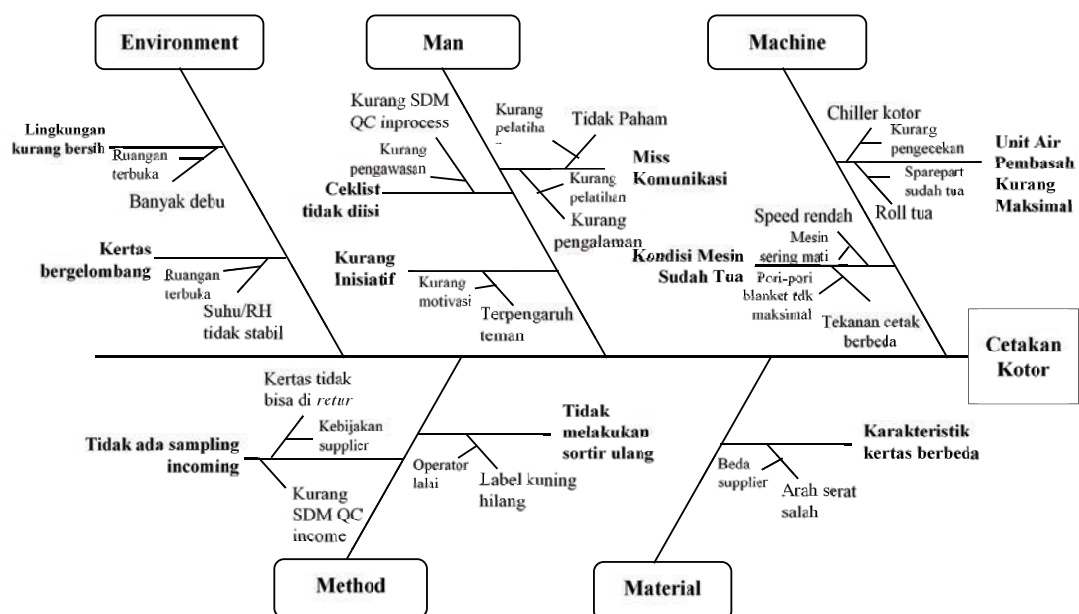 Environment
Man
Machine
Lingkungan
kurang bersih
Ruangan
terbuka
Banyak debu
Kertas
bergelombang
Ruangan
terbuka
Suhu/RH
tidak stabil
Kurang SDM
QC inprocess
Kurang
pengawasan
Ceklist
tidak diisi
Kurang
pelatiha
Tidak Paham
Miss
Komunikasi
Kurang
pelatihan
Kurang
pengalaman
Kurang
Inisiatif
Kurang
motivasi
Terpengaruh
teman
Chiller kotor
Kurang
pengecekan
Sparepart
sudah tua
Roll tua
Unit Air
Pembasah
Kurang
Maksimal
Speed rendah
Mesin
sering mati
Kondisi Mesin
Sudah Tua
Pori-pori
blanket tdk
maksimal
Tekanan cetak
berbeda
Cetakan
Kotor
Kertas tidak
bisa di retur
Kebijakan
supplier
Tidak ada sampling
incoming
Kurang
SDM QC
income
Tidak
melakukan
sortir ulang
Operator
lalai
Label kuning
hilang
Karakteristik
kertas berbeda
Beda
supplier
Arah serat
salah
Method
Material